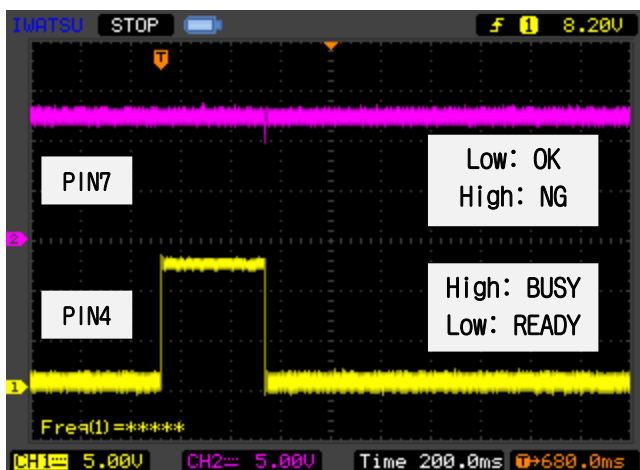 IWATSU STOP 1 8.20V
T
PIN7
Low: OK
High: NG
2
PIN4
High: BUSY
Low: READY
1
Freq(1)=*****
CH1 5.00V CH2 5.00V Time 200.0ms T→680.0ms